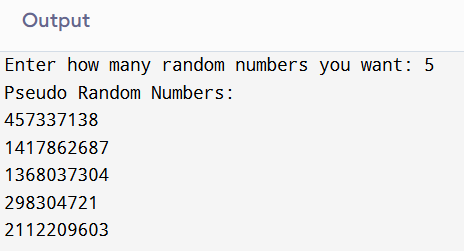 Output
Enter how many random numbers you want: 5
Pseudo Random Numbers:
457337138
1417862687
1368037304
298304721
2112209603